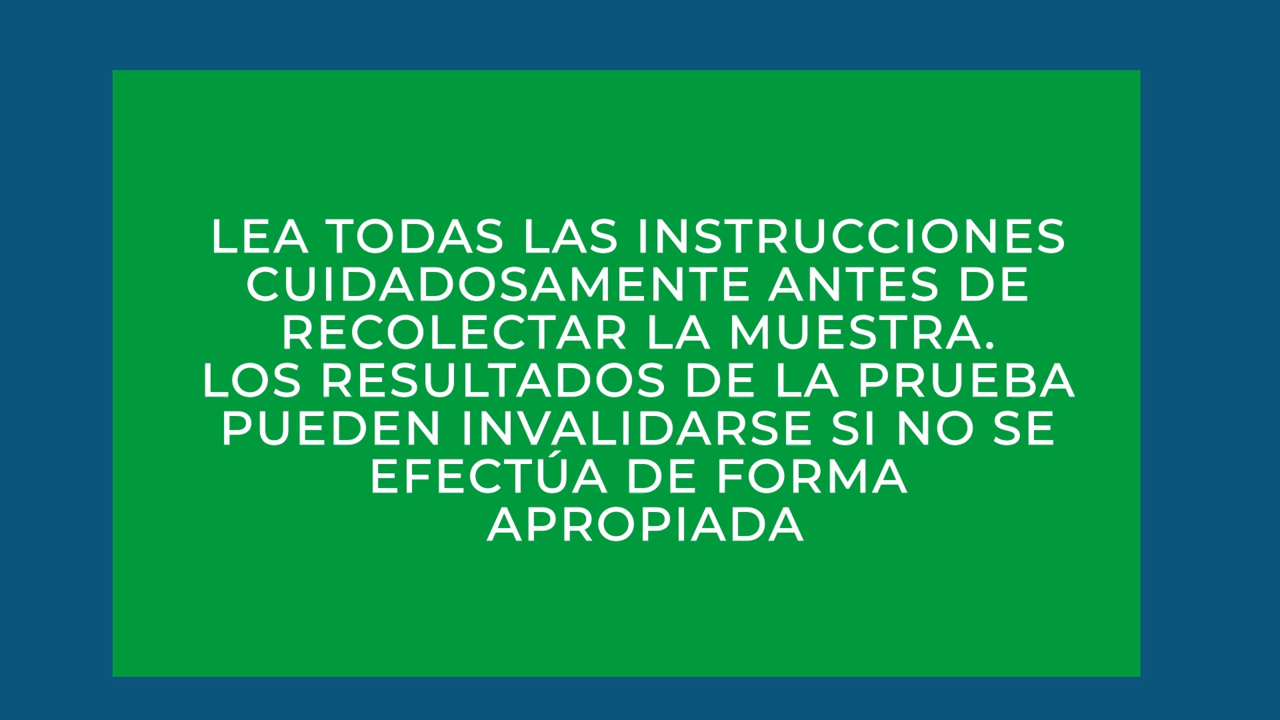 LEA TODAS LAS INSTRUCCIONES
CUIDADOSAMENTE ANTES DE
RECOLECTAR LA MUESTRA.
LOS RESULTADOS DE LA PRUEBA
PUEDEN INVALIDARSE SI NO SE
EFECTÚA DE FORMA
APROPIADA